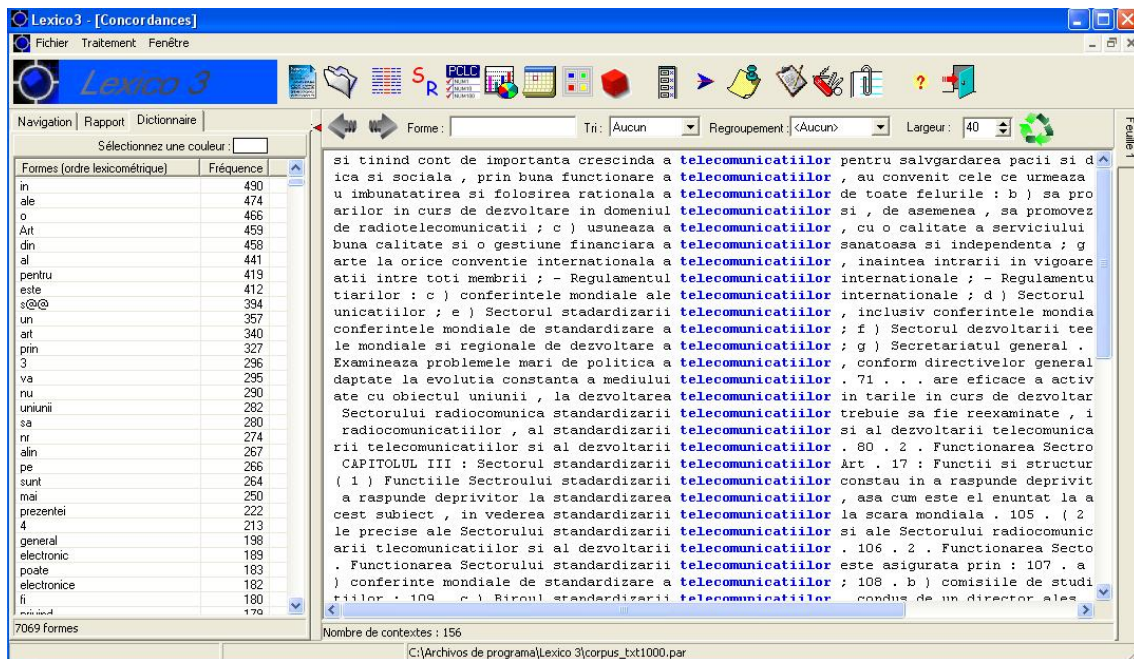 Lexico3 - [Concordances]
Fichier Traitement Fenêtre
Lexico 3
S R PCLC
Navigation Rapport Dictionnaire
Forme : Tri : Aucun Regroupement : <Aucun> Largeur : 40
Feuille 1
Sélectionnez une couleur :
Formes (ordre lexicométrique) Fréquence
in 490
ale 474
o 466
Art 459
din 458
al 441
pentru 419
este 412
s@@ 394
un 357
art 340
prin 327
3 296
va 295
nu 290
uniunii 282
sa 280
nr 274
alin 267
pe 266
sunt 264
mai 250
prezentei 222
4 213
general 198
electronic 189
poate 183
electronice 182
fi 180
privind 179
7069 formes
si tinind cont de importanta crescinda a telecomunicatiilor pentru salvgardarea pacii si d
ica si sociala , prin buna functionare a telecomunicatiilor , au convenit cele ce urmeaza
u imbunatatirea si folosirea rationala a telecomunicatiilor de toate felurile : b ) sa pro
arilor in curs de dezvoltare in domeniul telecomunicatiilor si , de asemenea , sa promovez
de radiotelecomunicatii ; c ) usuneaza a telecomunicatiilor , cu o calitate a serviciului
buna calitate si o gestiune financiara a telecomunicatiilor sanatoasa si independenta ; g
arte la orice conventie internationala a telecomunicatiilor , inaintea intrarii in vigoare
atii intre toti membrii ; - Regulamentul telecomunicatiilor internationale ; - Regulamentu
tiarilor : c ) conferintele mondiale ale telecomunicatiilor internationale ; d ) Sectorul
unicatiilor ; e ) Sectorul stadardizarii telecomunicatiilor , inclusiv conferintele mondia
conferintele mondiale de standardizare a telecomunicatiilor ; f ) Sectorul dezvoltarii tee
le mondiale si regionale de dezvoltare a telecomunicatiilor ; g ) Secretariatul general .
Examineaza problemele mari de politica a telecomunicatiilor , conform directivelor general
daptate la evolutia constanta a mediului telecomunicatiilor . 71 . . . are eficace a activ
ate cu obiectul uniunii , la dezvoltarea telecomunicatiilor in tarile in curs de dezvoltar
Sectorului radiocomunica standardizarii telecomunicatiilor trebuie sa fie reexaminate , i
radiocomunicatiilor , al standardizarii telecomunicatiilor si al dezvoltarii telecomunica
rii telecomunicatiilor si al dezvoltarii telecomunicatiilor . 80 . 2 . Functionarea Sectro
CAPITOLUL III : Sectorul standardizarii telecomunicatiilor Art . 17 : Functii si structur
( 1 ) Functiile Sectroului stadardizarii telecomunicatiilor constau in a raspunde deprivit
a raspunde deprivitor la standardizarea telecomunicatiilor , asa cum este el enuntat la a
cest subiect , in vederea standardizarii telecomunicatiilor la scara mondiala . 105 . ( 2
le precise ale Sectorului standardizarii telecomunicatiilor si ale Sectorului radiocomunic
arii tlecomunicatiilor si al dezvoltarii telecomunicatiilor . 106 . 2 . Functionarea Secto
. Functionarea Sectorului standardizarii telecomunicatiilor este asigurata prin : 107 . a
) conferinte mondiale de standardizare a telecomunicatiilor ; 108 . b ) comisiile de studi
tiilor ; 109 . c ) Biroul standardizarii telecomunicatiilor , condus de un director ales
Nombre de contextes : 156
C:\Archivos de programa\Lexico 3\corpus_txt1000.par